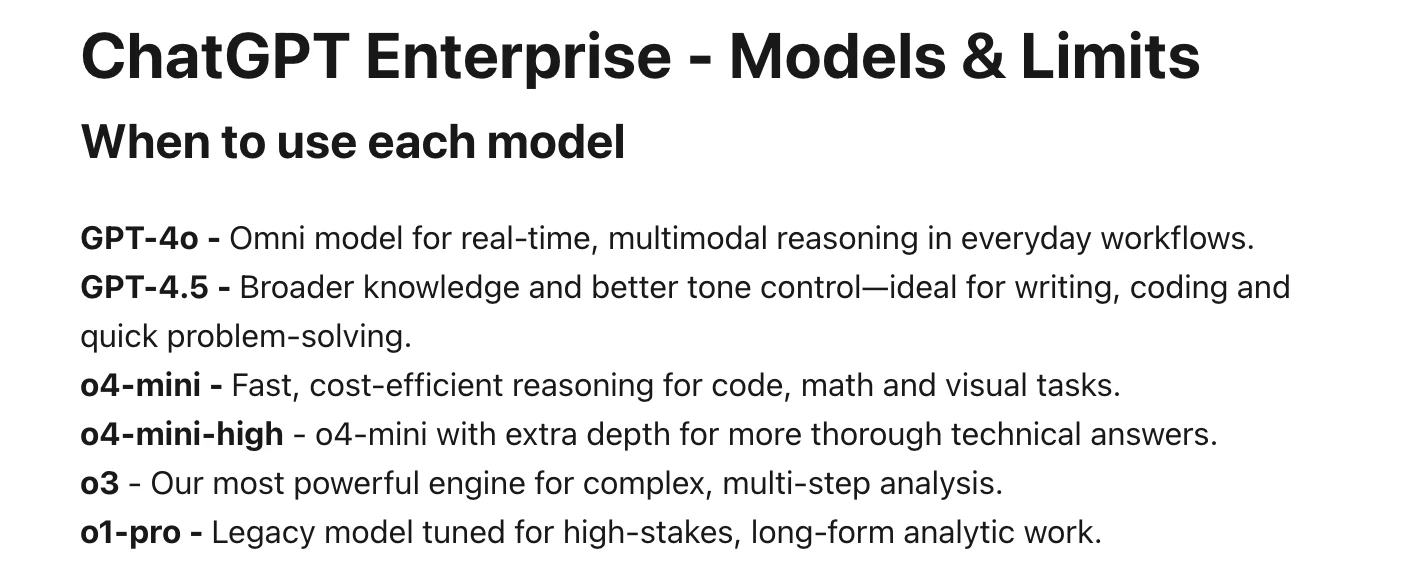 ChatGPT Enterprise - Models & Limits
When to use each model
GPT-4o - Omni model for real-time, multimodal reasoning in everyday workflows.
GPT-4.5 - Broader knowledge and better tone control—ideal for writing, coding and
quick problem-solving.
o4-mini - Fast, cost-efficient reasoning for code, math and visual tasks.
o4-mini-high - o4-mini with extra depth for more thorough technical answers.
o3 - Our most powerful engine for complex, multi-step analysis.
o1-pro - Legacy model tuned for high-stakes, long-form analytic work.